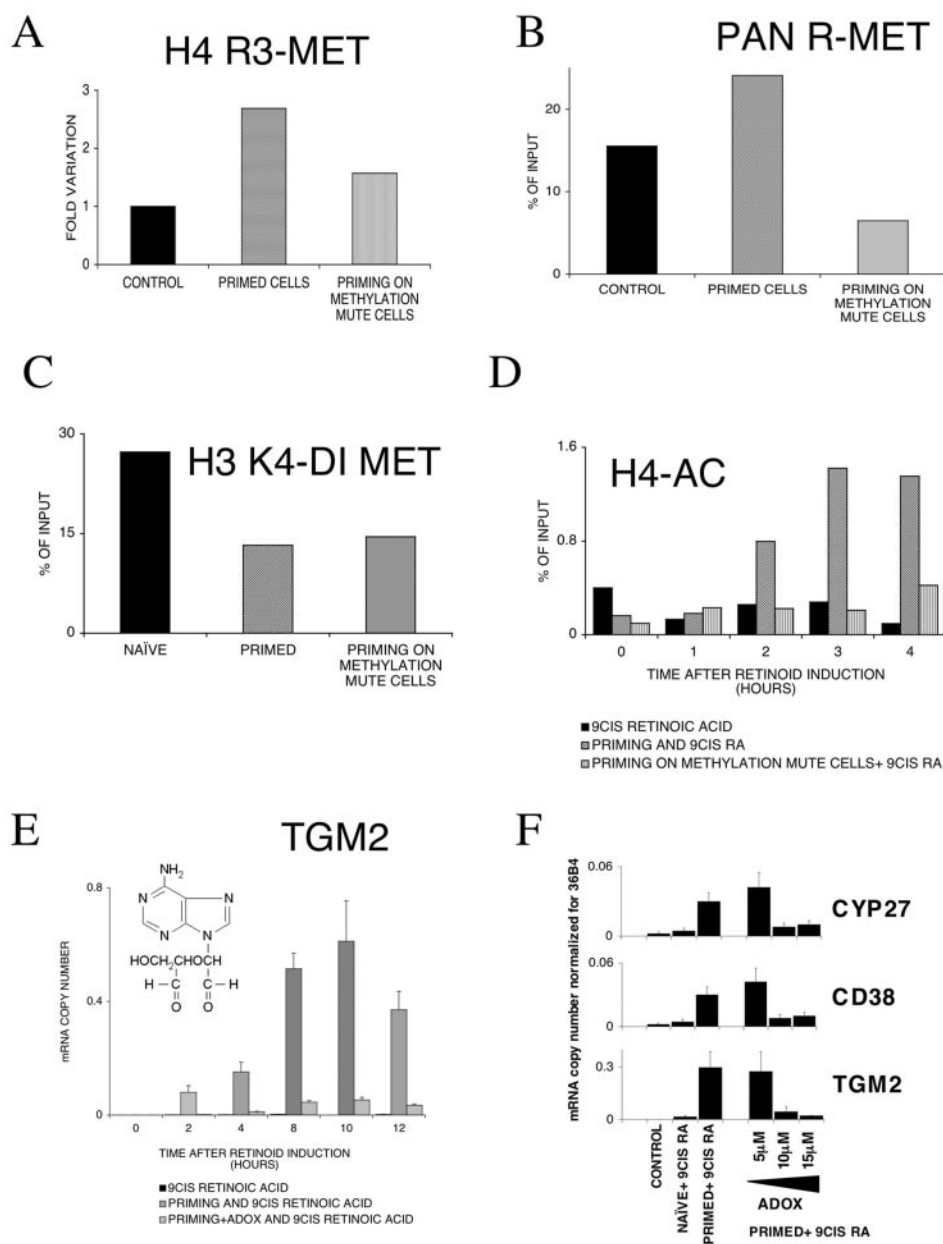 A
H4 R3-MET
FOLD VARIATION
3
2
1
0
CONTROL
PRIMED CELLS
PRIMING ON
METHYLATION
MUTE CELLS
B
PAN R-MET
% OF INPUT
20
10
0
CONTROL
PRIMED CELLS
PRIMING ON
METHYLATION
MUTE CELLS
C
H3 K4-DI MET
% OF INPUT
30
15
0
NAÏVE
PRIMED
PRIMING ON
METHYLATION
MUTE CELLS
D
H4-AC
% OF INPUT
1.6
0.8
0
0 1 2 3 4
TIME AFTER RETINOID INDUCTION
(HOURS)
9CIS RETINOIC ACID
PRIMING AND 9CIS RA
PRIMING ON METHYLATION MUTE CELLS+ 9CIS RA
E
TGM2
mRNA COPY NUMBER
0.8
0.4
0
NH2
N N
N N
HOCH2CHOCH
H C C H
O O
0 2 4 8 10 12
TIME AFTER RETINOID INDUCTION
(HOURS)
9CIS RETINOIC ACID
PRIMING AND 9CIS RETINOIC ACID
PRIMING+ADOX AND 9CIS RETINOIC ACID
F
mRNA copy number normalized for 36B4
0.06
0
CYP27
0.06
0
CD38
0.3
0
TGM2
CONTROL
NAÏVE+ 9CIS RA
PRIMED+ 9CIS RA
5µM
10µM
15µM
ADOX
PRIMED+ 9CIS RA